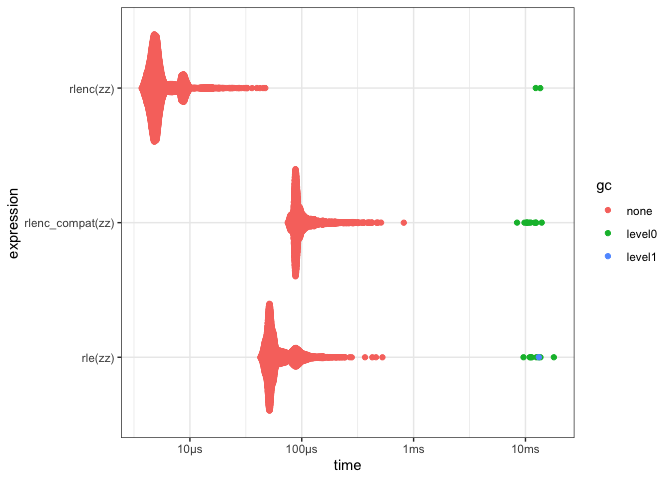 expression
rlenc(zz)
rlenc_compat(zz)
rle(zz)
10µs
100µs
1ms
10ms
time
gc
none
level0
level1